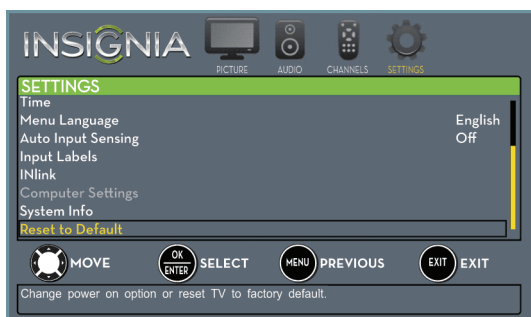 INSIGNIA
PICTURE AUDIO CHANNELS SETTINGS
SETTINGS
Time
Menu Language English
Auto Input Sensing Off
Input Labels
INlink
Computer Settings
System Info
Reset to Default
MOVE OK ENTER SELECT MENU PREVIOUS EXIT EXIT
Change power on option or reset TV to factory default.